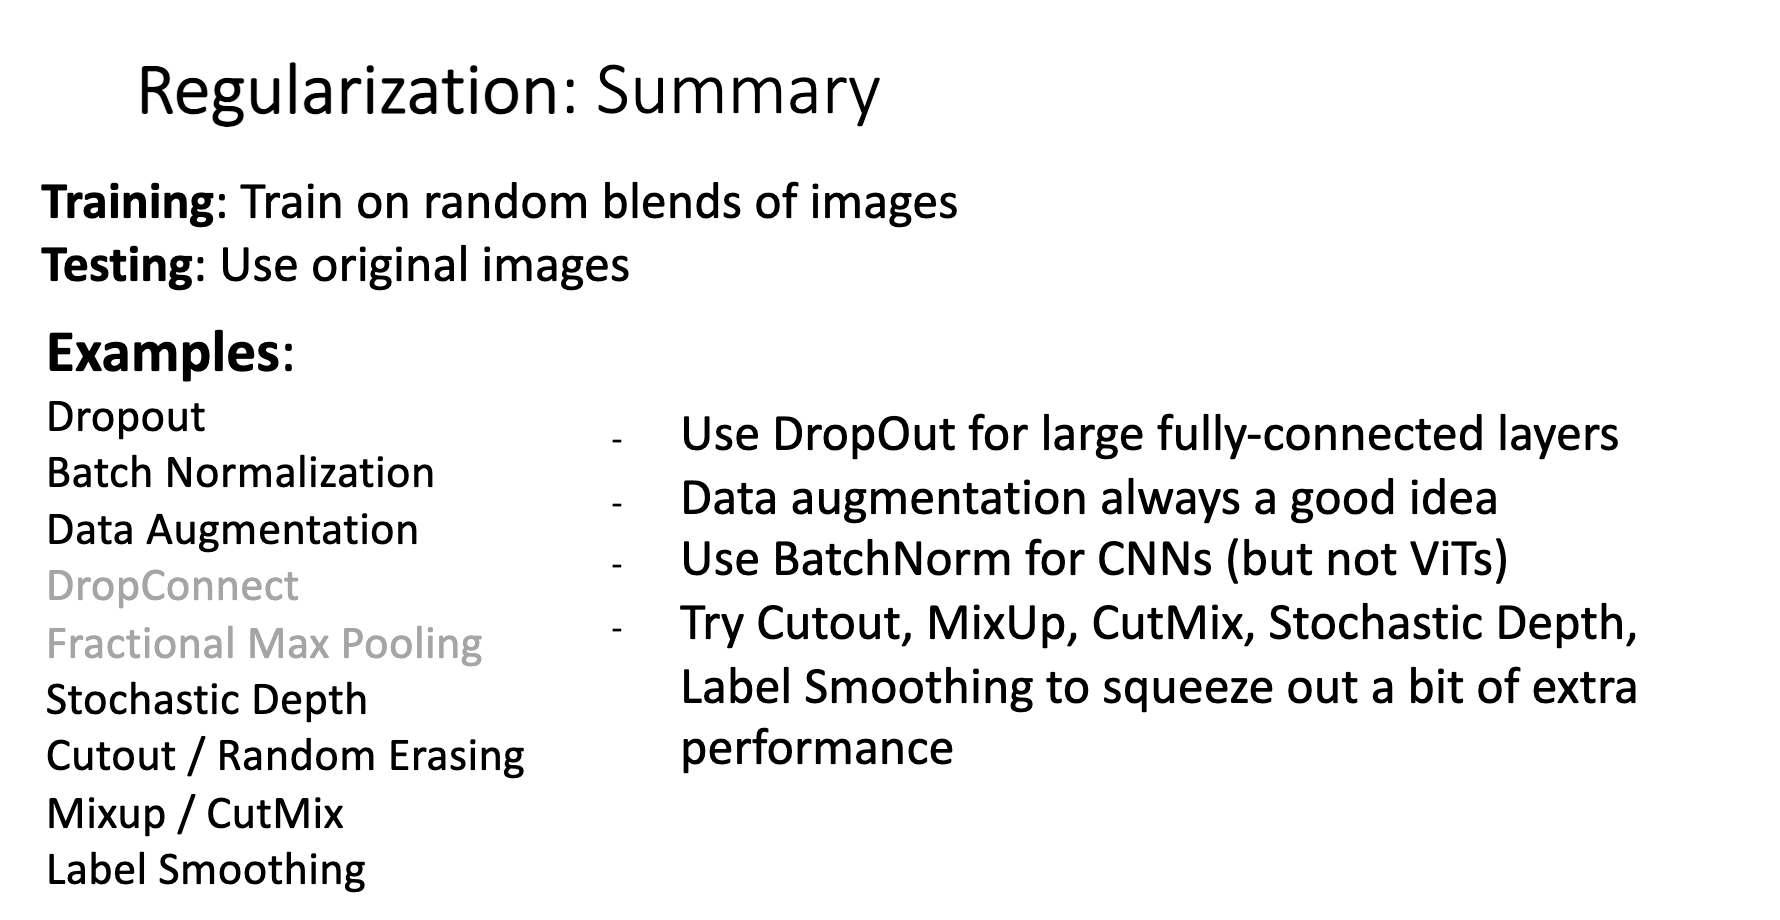 Regularization: Summary
Training: Train on random blends of images
Testing: Use original images
Examples:
Dropout
Batch Normalization
Data Augmentation
DropConnect
Fractional Max Pooling
Stochastic Depth
Cutout / Random Erasing
Mixup / CutMix
Label Smoothing
- Use DropOut for large fully-connected layers
- Data augmentation always a good idea
- Use BatchNorm for CNNs (but not ViTs)
- Try Cutout, MixUp, CutMix, Stochastic Depth,
Label Smoothing to squeeze out a bit of extra
performance